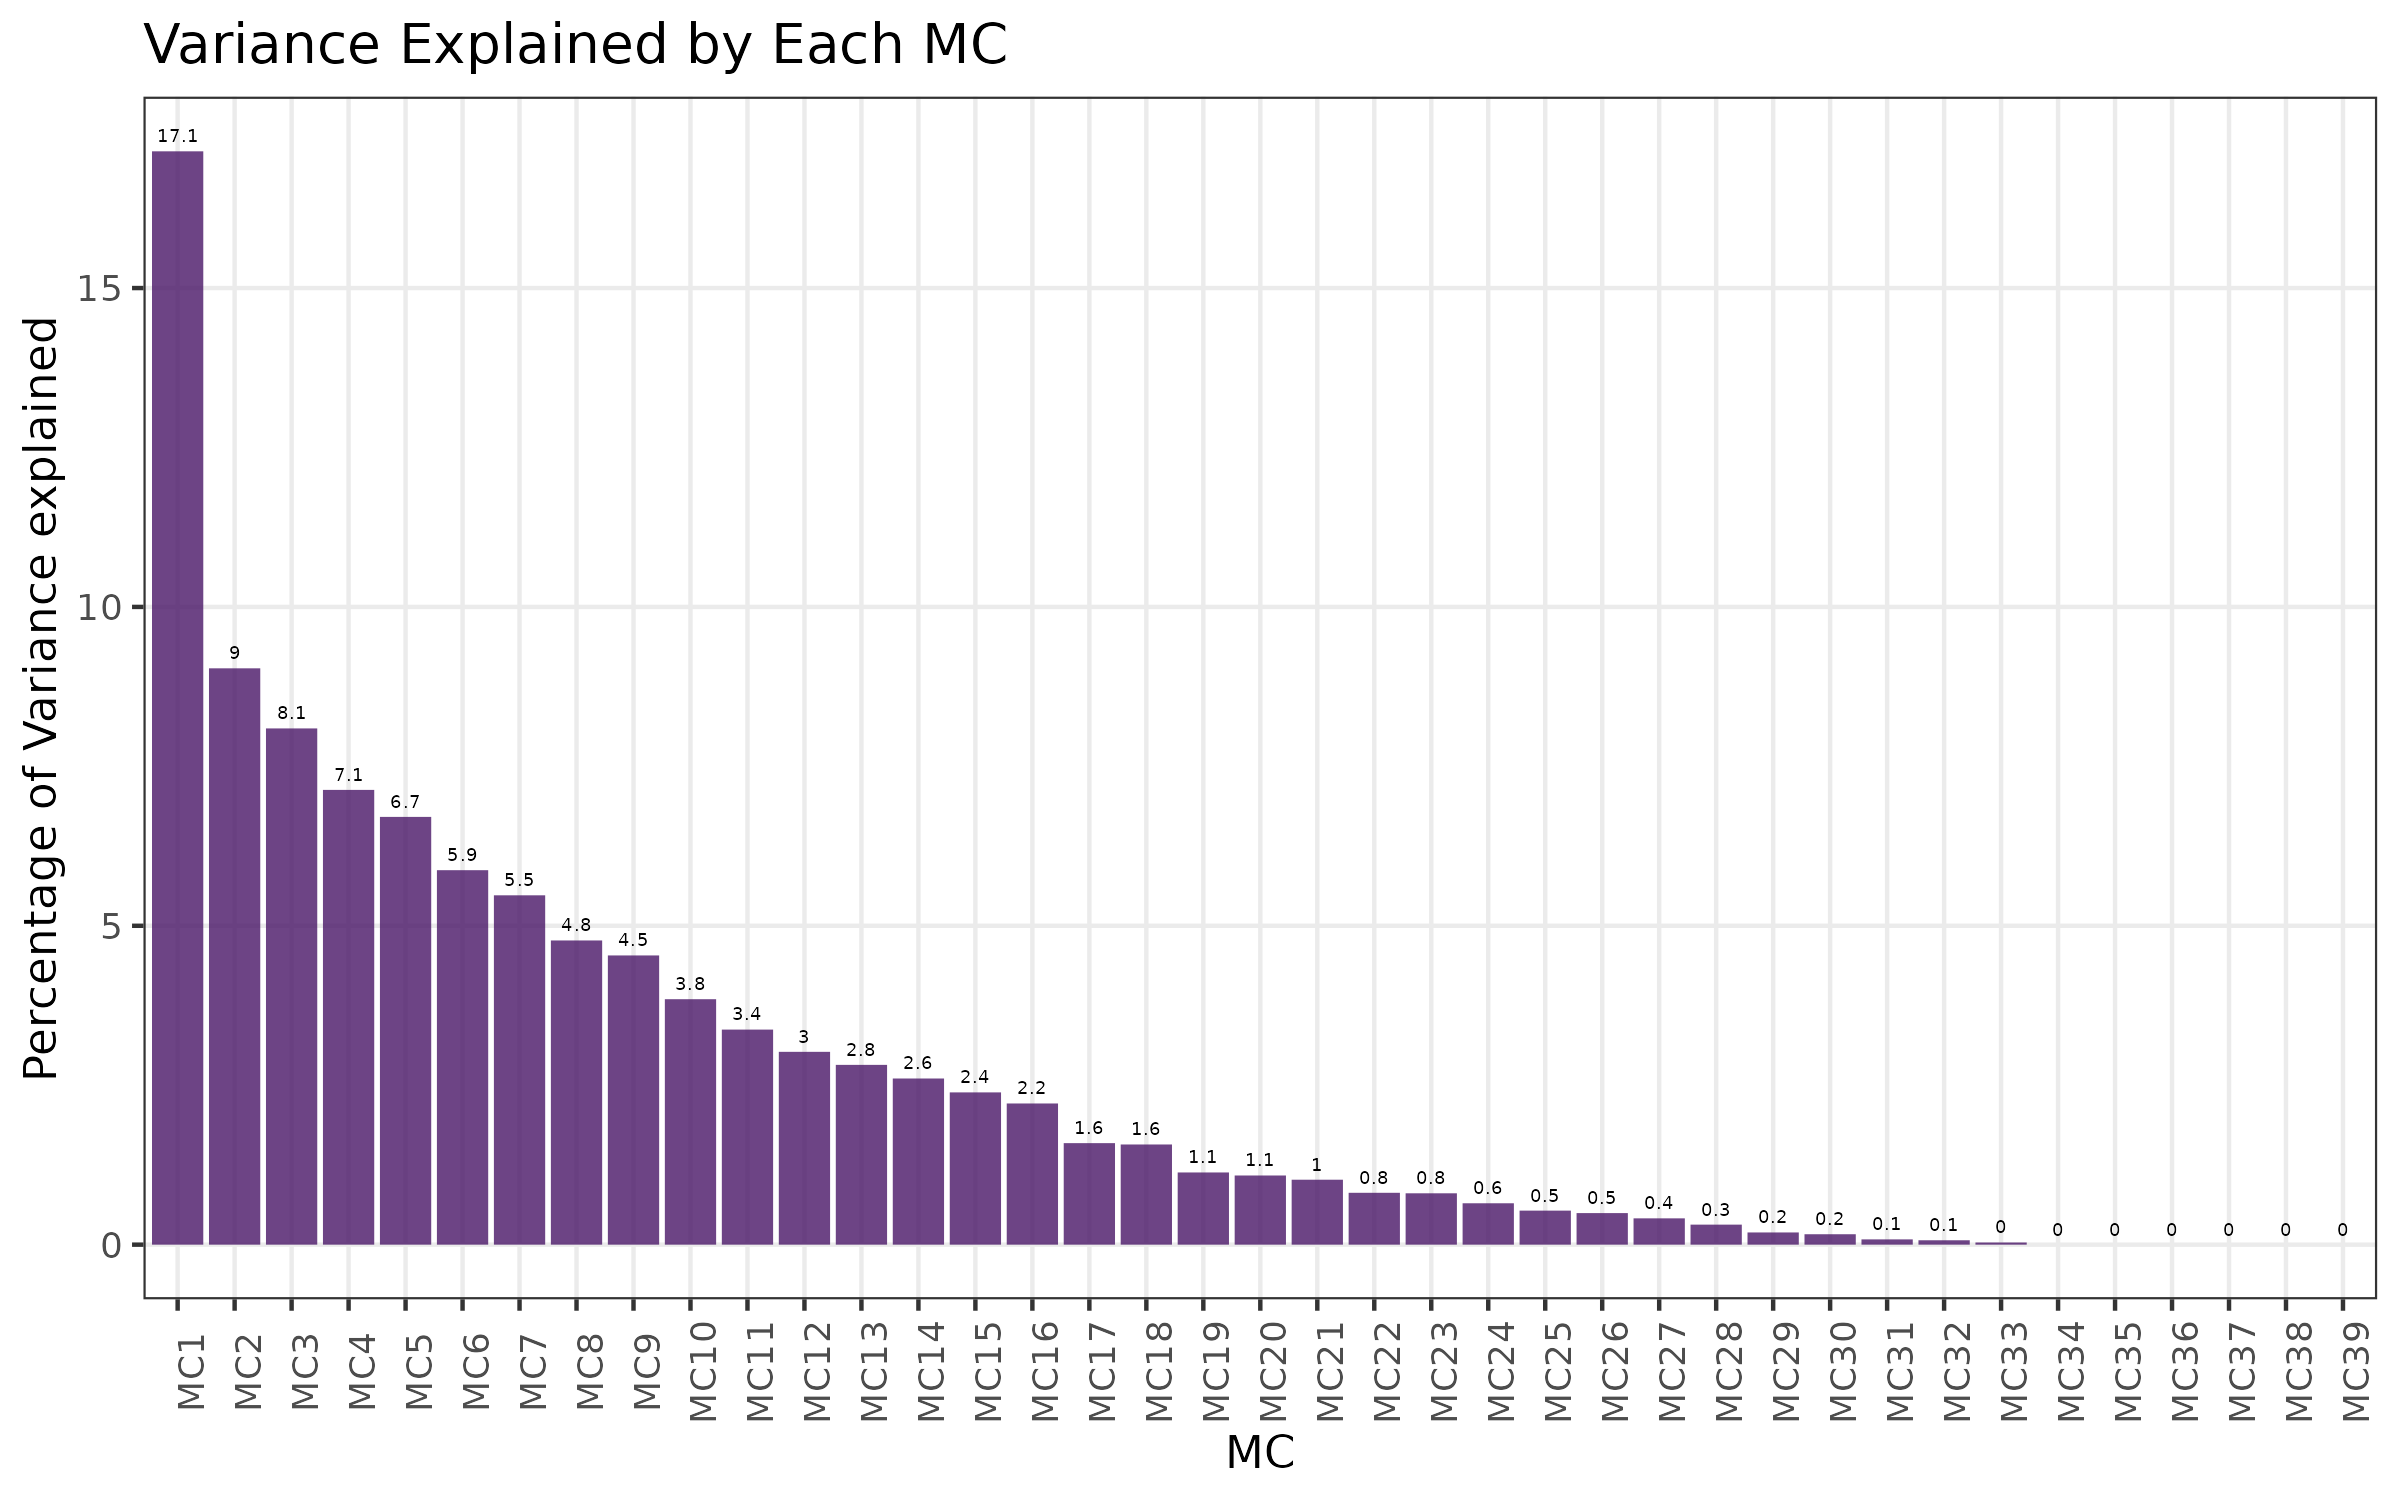 Variance Explained by Each MC
Percentage of Variance explained
15
10
5
0
17.1
9
8.1
7.1
6.7
5.9
5.5
4.8
4.5
3.8
3.4
3
2.8
2.6
2.4
2.2
1.6
1.6
1.1
1.1
1
0.8
0.8
0.6
0.5
0.5
0.4
0.3
0.2
0.2
0.1
0.1
0
0
0
0
0
0
0
MC1
MC2
MC3
MC4
MC5
MC6
MC7
MC8
MC9
MC10
MC11
MC12
MC13
MC14
MC15
MC16
MC17
MC18
MC19
MC20
MC21
MC22
MC23
MC24
MC25
MC26
MC27
MC28
MC29
MC30
MC31
MC32
MC33
MC34
MC35
MC36
MC37
MC38
MC39
MC